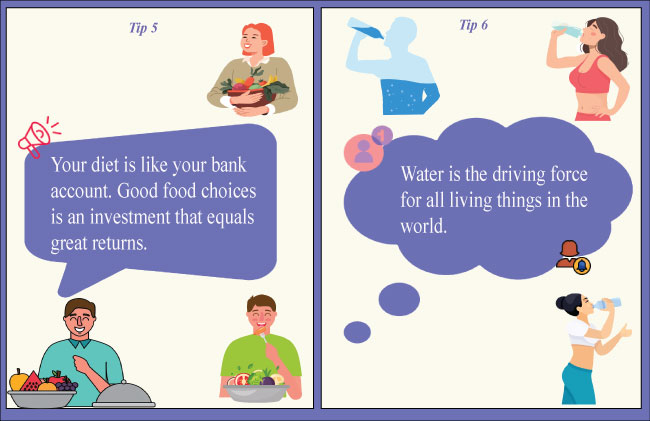 Tip 5
Your diet is like your bank
account. Good food choices
is an investment that equals
great returns.
Tip 6
1
Water is the driving force
for all living things in the
world.